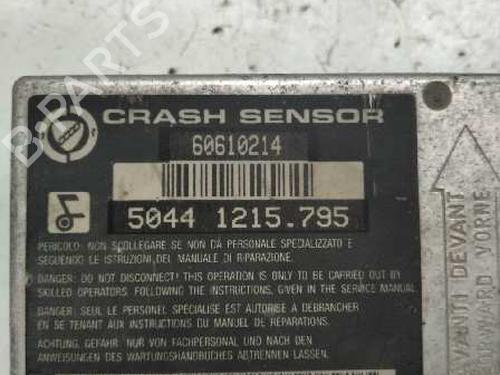 CRASH SENSOR
60610214
5044 1215.795
PERICOLO: NON SCOLLEGARE SE NON DA PERSONALE SPECIALIZZATO E
SEGUENDO LE ISTRUZIONI, DEL MANUALE DI RIPARAZIONE.
DANGER: DO NOT DISCONNECT! THIS OPERATION IS ONLY TO BE CARRIED OUT BY
SKILLED OPERATORS. FOLLOWING THE INSTRUCTIONS, GIVEN IN THE SERVICE MANUAL.
DANGER: SEUL LE PERSONEL SPECIALISE EST AUTORISE A DEBRANCHER
EN SE TENANT AUX INSTRUCTIONS DU MANUAL DE REPARATIONS.
ACHTUNG: GEFAHR! NUR VON FACHPERSONAL UND NACH DEN
ANWEISUNGEN DES WARTUNGSHANDBUCHES ABTRENNEN LASSEN.
AVANTI DEVANT
FORWARD VORNE
B-PARTS